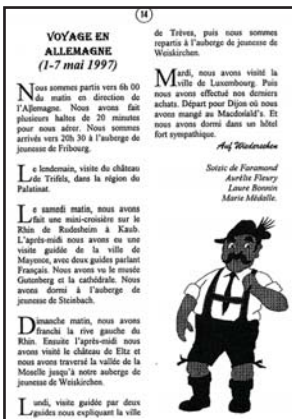 14
VOYAGE EN
ALLEMAGNE
(1-7 mai 1997)
Nous sommes partis vers 6h 00
du matin en direction de
l'Allemagne. Nous avons fait
plusieurs haltes de 20 minutes
pour nous aérer. Nous sommes
arrivés vers 20h 30 à l'auberge de
jeunesse de Fribourg.
Le lendemain, visite du château
de Trifels, dans la région du
Palatinat.
Le samedi matin, nous avons
fait une mini-croisière sur le
Rhin de Rudesheim à Kaub.
L'après-midi nous avons eu une
visite guidée de la ville de
Mayence, avec deux guides parlant
Français. Nous avons vu le musée
Gutenberg et la cathédrale. Nous
avons dormi à l'auberge de
jeunesse de Steinbach.
Dimanche matin, nous avons
franchi la rive gauche du
Rhin. Ensuite l'après-midi nous
avons visité le château de Eltz et
nous avons traversé la vallée de la
Moselle jusqu'à notre auberge de
jeunesse de Weiskirchen.
Lundi, visite guidée par deux
guides nous expliquant la ville
de Trèves, puis nous sommes
repartis à l'auberge de jeunesse de
Weiskirchen.
Mardi, nous avons visité la
ville de Luxembourg. Puis
nous avons effectué nos derniers
achats. Départ pour Dijon où nous
avons mangé au Macdonald's. Et
nous avons dormi dans un hôtel
fort sympathique.
Auf Wiedersehen
Soizic de Faramond
Aurélie Fleury
Laure Bonnin
Marie Médalle.